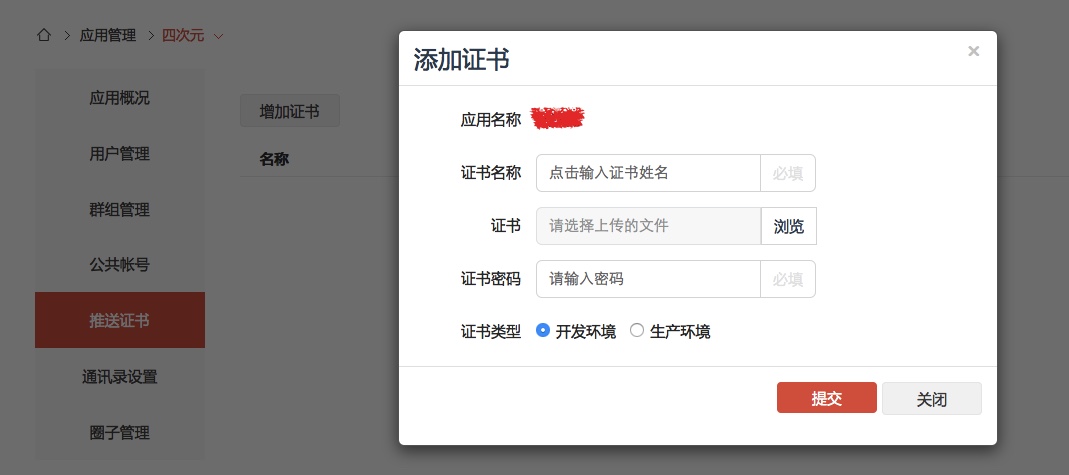 应用管理 四次元
应用概况
用户管理
群组管理
公共帐号
推送证书
通讯录设置
圈子管理
增加证书
名称
添加证书
×
应用名称
证书名称 点击输入证书姓名 必填
证书 请选择上传的文件 浏览
证书密码 请输入密码 必填
证书类型 开发环境 生产环境
提交 关闭